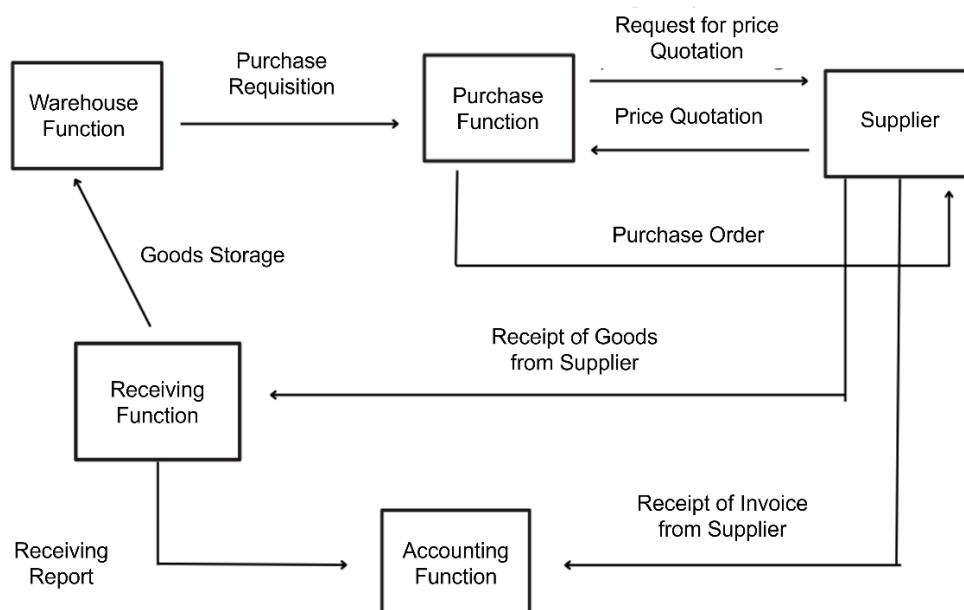 Request for price
Quotation
Purchase
Requisition
Warehouse
Function
Purchase
Function
Price Quotation
Supplier
Purchase Order
Goods Storage
Receipt of Goods
from Supplier
Receiving
Function
Receipt of Invoice
from Supplier
Receiving
Report
Accounting
Function